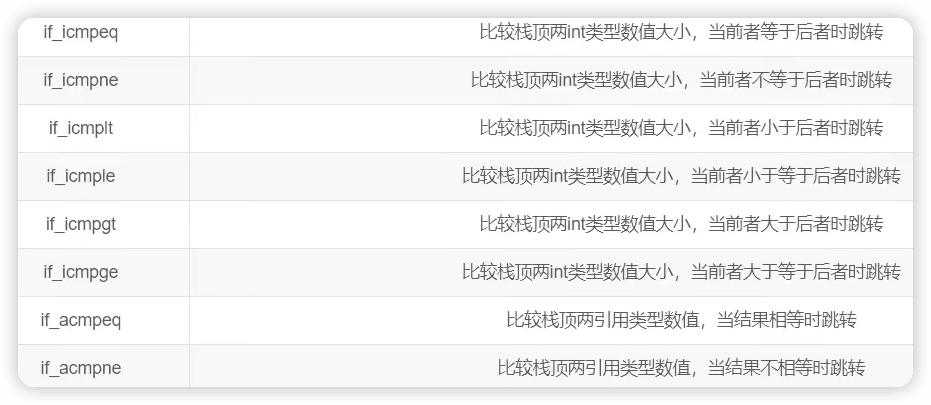 if_icmpeq 比较栈顶两int类型数值大小，当前者等于后者时跳转
if_icmpne 比较栈顶两int类型数值大小，当前者不等于后者时跳转
if_icmplt 比较栈顶两int类型数值大小，当前者小于后者时跳转
if_icmple 比较栈顶两int类型数值大小，当前者小于等于后者时跳转
if_icmpgt 比较栈顶两int类型数值大小，当前者大于后者时跳转
if_icmpge 比较栈顶两int类型数值大小，当前者大于等于后者时跳转
if_acmpeq 比较栈顶两引用类型数值，当结果相等时跳转
if_acmpne 比较栈顶两引用类型数值，当结果不相等时跳转